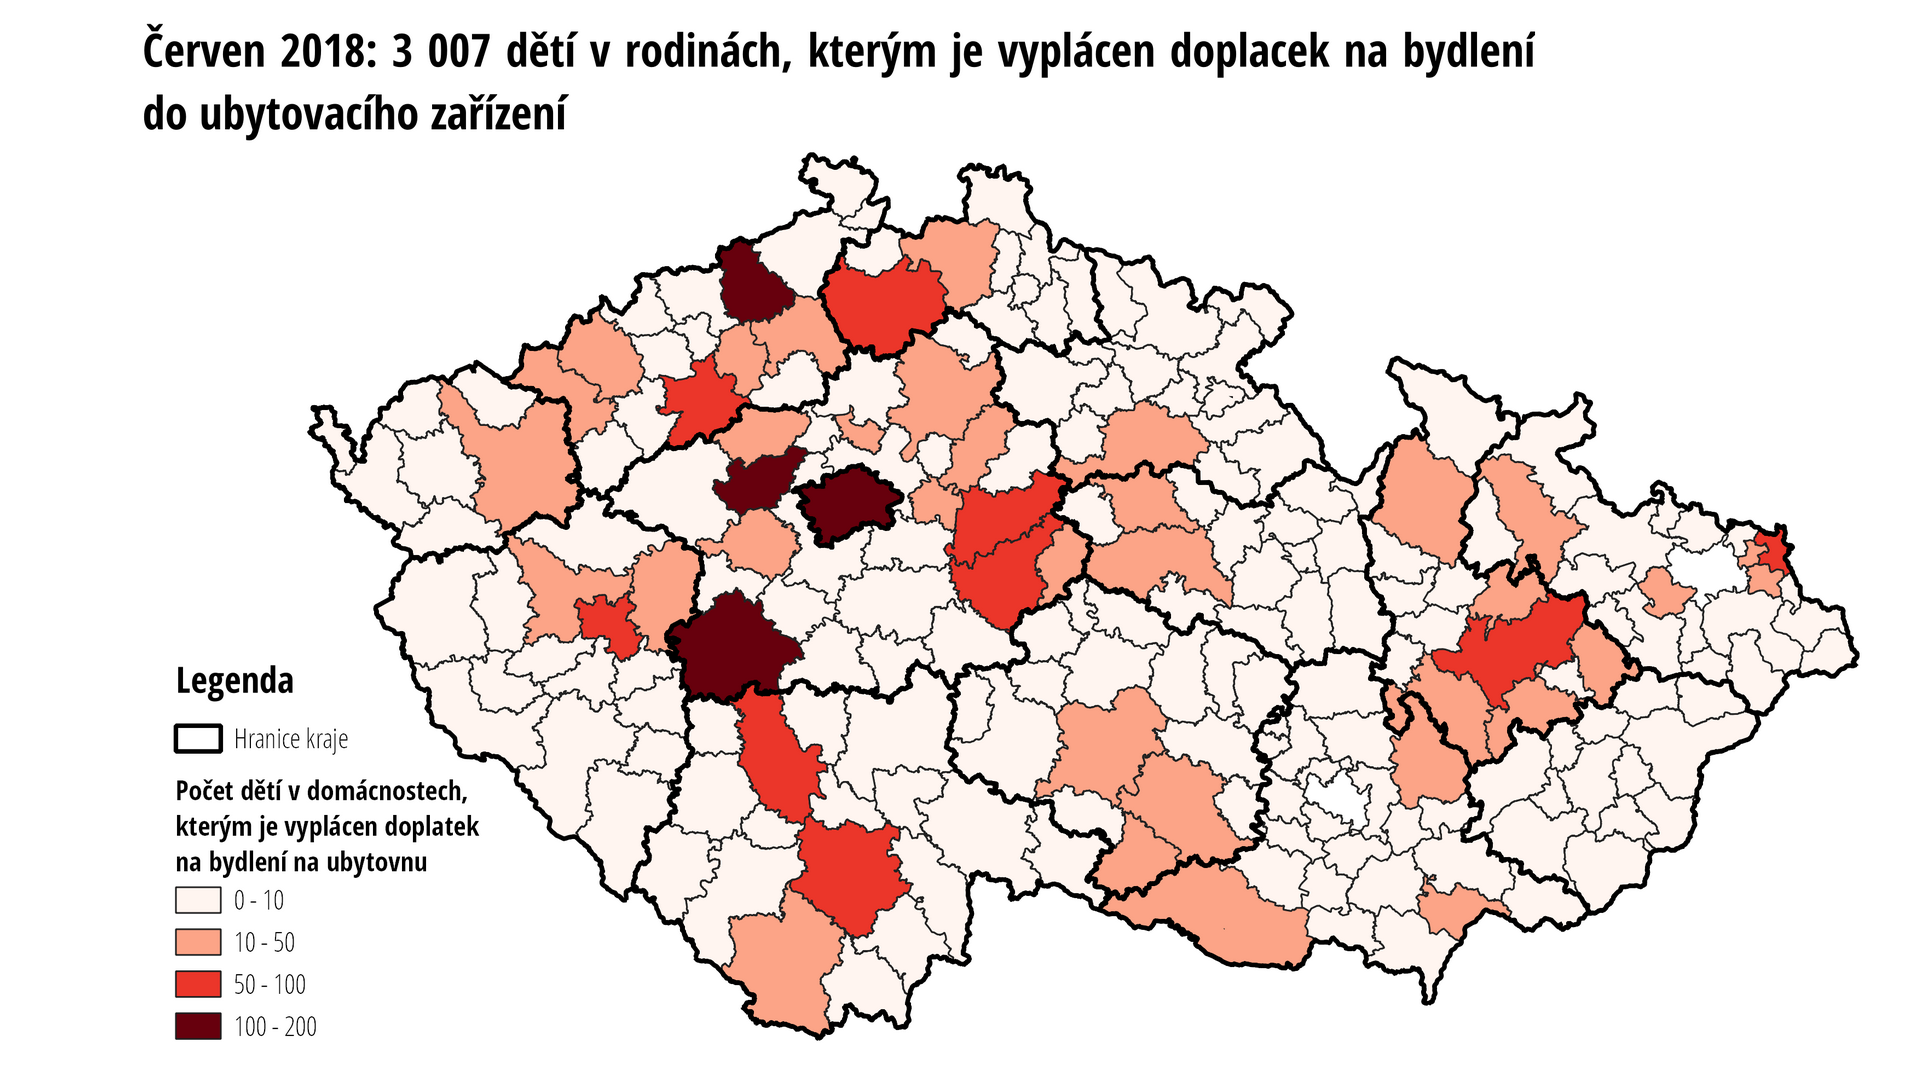 Červen 2018: 3 007 dětí v rodinách, kterým je vyplácen doplacek na bydlení
do ubytovacího zařízení
Legenda
Hranice kraje
Počet dětí v domácnostech,
kterým je vyplácen doplatek
na bydlení na ubytovnu
0 - 10
10 - 50
50 - 100
100 - 200